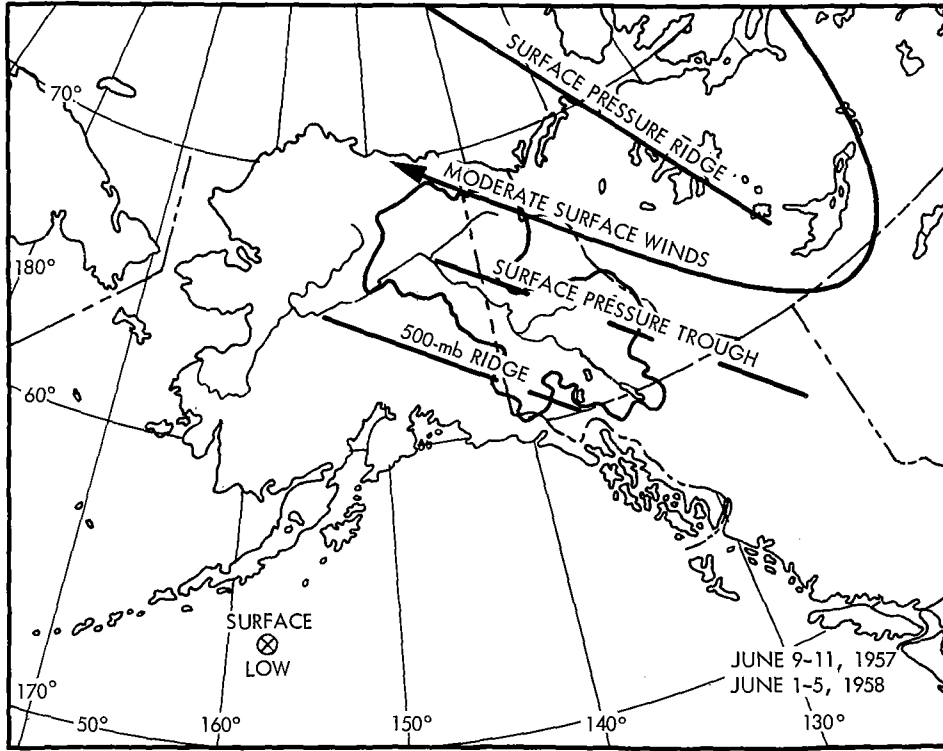 SURFACE PRESSURE RIDGE
70°
MODERATE SURFACE WINDS
180°
SURFACE PRESSURE TROUGH
500-mb RIDGE
60°
SURFACE
LOW
JUNE 9-11, 1957
JUNE 1-5, 1958
170°
50°
160°
150°
140°
130°